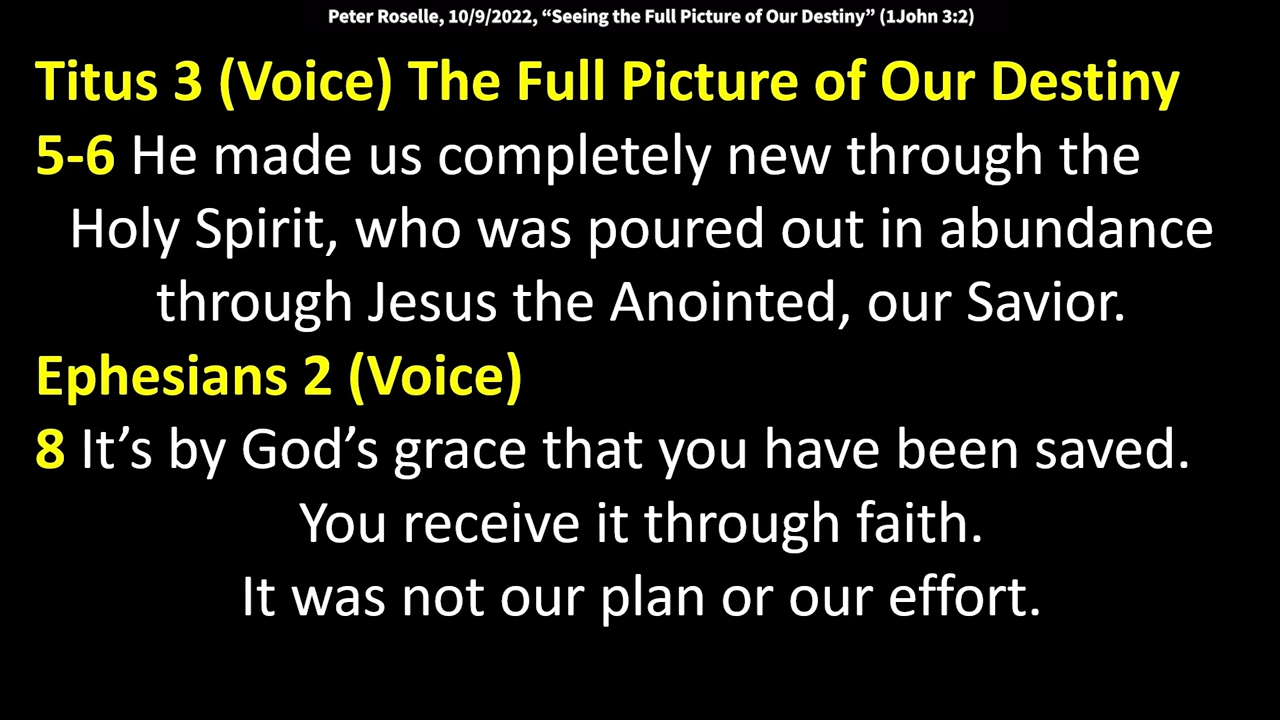 Peter Roselle, 10/9/2022, “Seeing the Full Picture of Our Destiny” (1John 3:2)
Titus 3 (Voice) The Full Picture of Our Destiny
5-6 He made us completely new through the
Holy Spirit, who was poured out in abundance
through Jesus the Anointed, our Savior.
Ephesians 2 (Voice)
8 It’s by God’s grace that you have been saved.
You receive it through faith.
It was not our plan or our effort.